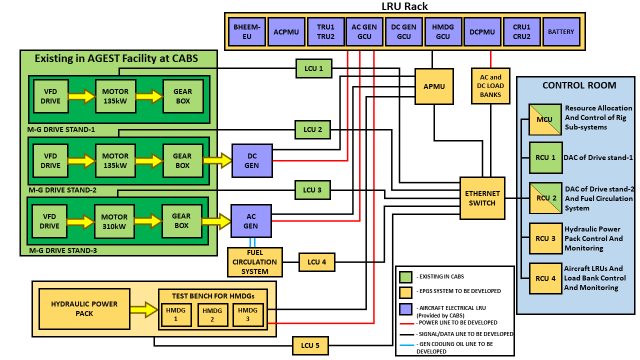 LRU Rack
BHEEM-
EU
ACPMU
TRU1
TRU2
AC GEN
GCU
DC GEN
GCU
HMDG
GCU
DCPMU
CRU1
CRU2
BATTERY
Existing in AGEST Facility at CABS
VFD
DRIVE
MOTOR
135kW
GEAR
BOX
M-G DRIVE STAND-1
VFD
DRIVE
MOTOR
135kW
GEAR
BOX
M-G DRIVE STAND-2
VFD
DRIVE
MOTOR
310kW
GEAR
BOX
M-G DRIVE STAND-3
DC
GEN
AC
GEN
FUEL
CIRCULATION
SYSTEM
LCU 1
LCU 2
LCU 3
LCU 4
LCU 5
APMU
AC and
DC LOAD
BANKS
ETHERNET
SWITCH
CONTROL ROOM
MCU
Resource Allocation
And Control of Rig
Sub-systems
RCU 1
DAC of Drive stand-1
RCU 2
DAC of Drive stand-2
And Fuel Circulation
System
RCU 3
Hydraulic Power
Pack Control And
Monitoring
RCU 4
Aircraft LRUs And
Load Bank Control
And Monitoring
HYDRAULIC POWER
PACK
TEST BENCH FOR HMDGs
HMDG
1
HMDG
2
HMDG
3
- EXISTING IN CABS
- EPGS SYSTEM TO BE DEVELOPED
- AIRCRAFT ELECTRICAL LRU
(Provided by CABS)
- POWER LINE TO BE DEVELOPED
- SIGNAL/DATA LINE TO BE DEVELOPED
- GEN COOLING OIL LINE TO BE
DEVELOPED